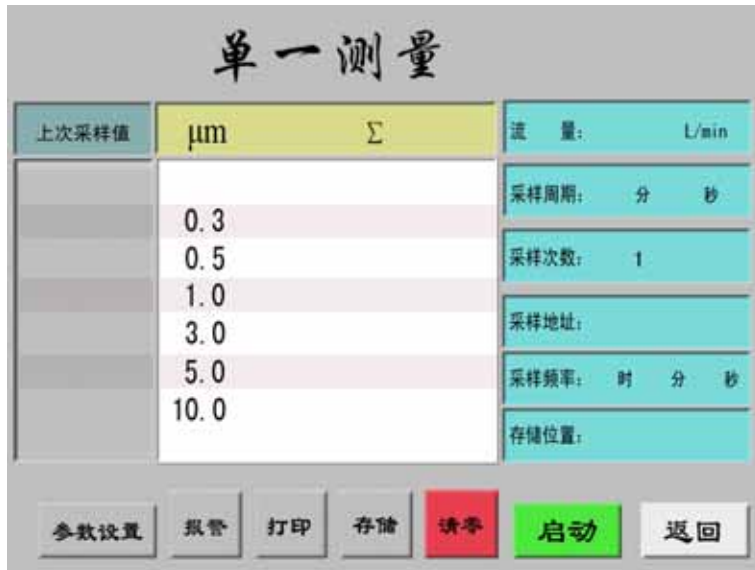 单一测量
上次采样值 μm Σ 流 量: L/min
采样周期: 分 秒
0.3
0.5
采样次数: 1
1.0
3.0
采样地址:
5.0
采样频率: 时 分 秒
10.0
存储位置:
参数设置 报警 打印 存储 清零 启动 返回